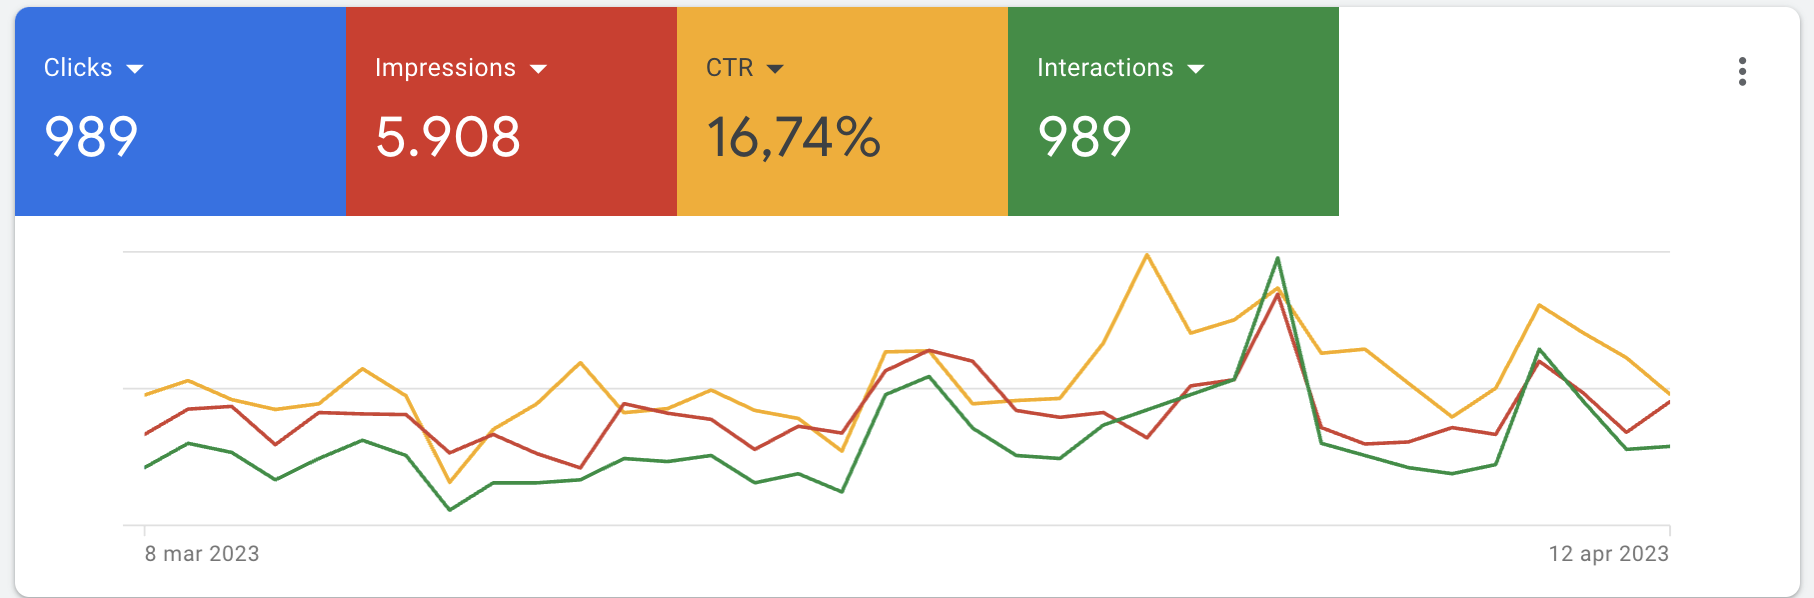 Clicks
989
Impressions
5.908
CTR
16,74%
Interactions
989
8 mar 2023
12 apr 2023